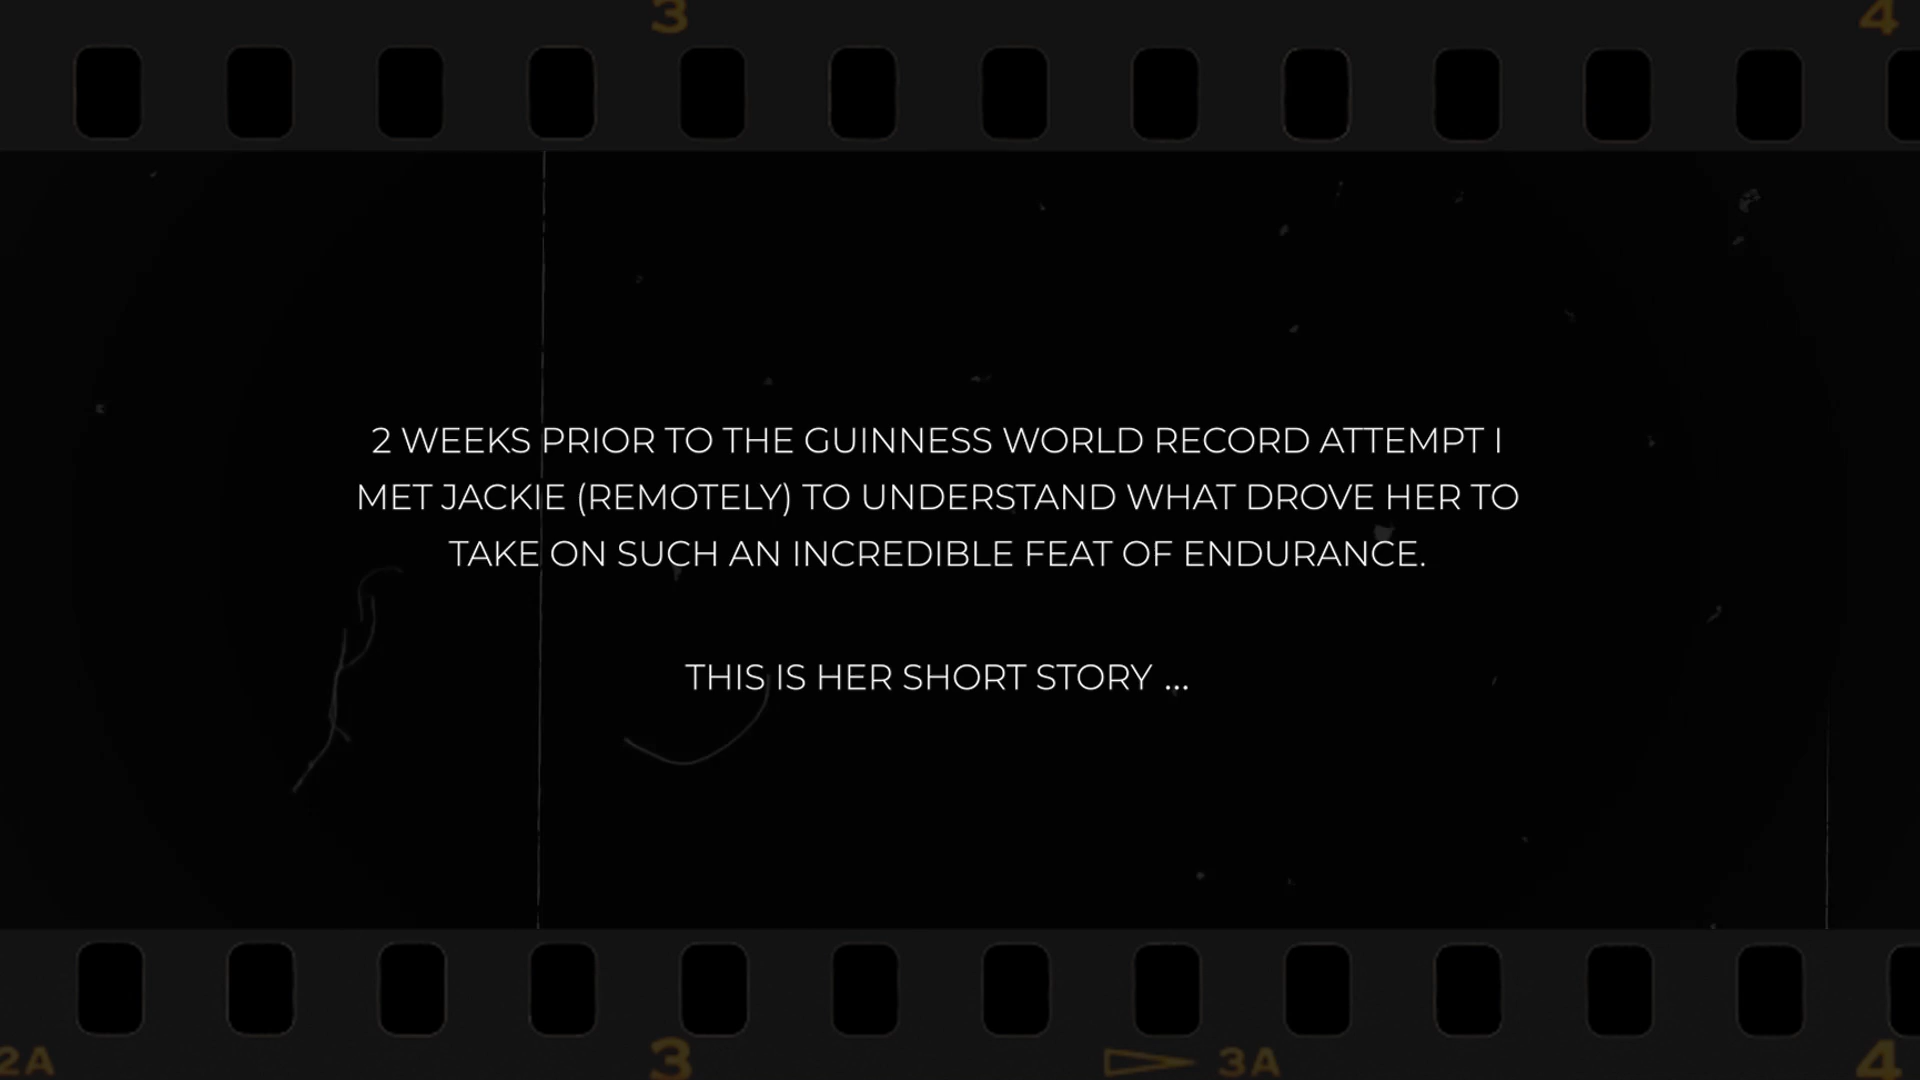 3 4
2 WEEKS PRIOR TO THE GUINNESS WORLD RECORD ATTEMPT I
MET JACKIE (REMOTELY) TO UNDERSTAND WHAT DROVE HER TO
TAKE ON SUCH AN INCREDIBLE FEAT OF ENDURANCE.
THIS IS HER SHORT STORY ...
2A 3 3A 4